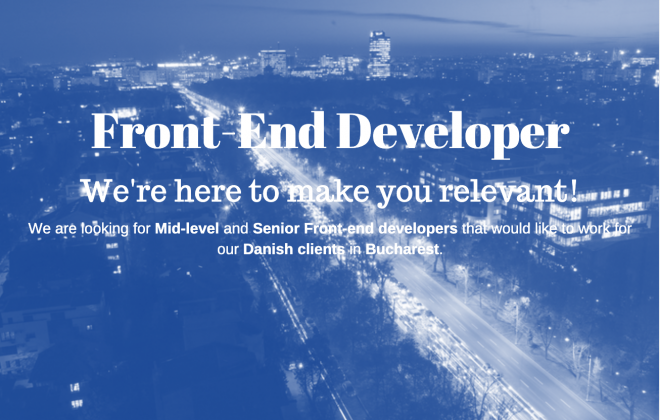 Front-End Developer
We're here to make you relevant!
We are looking for Mid-level and Senior Front-end developers that would like to work for
our Danish clients in Bucharest.